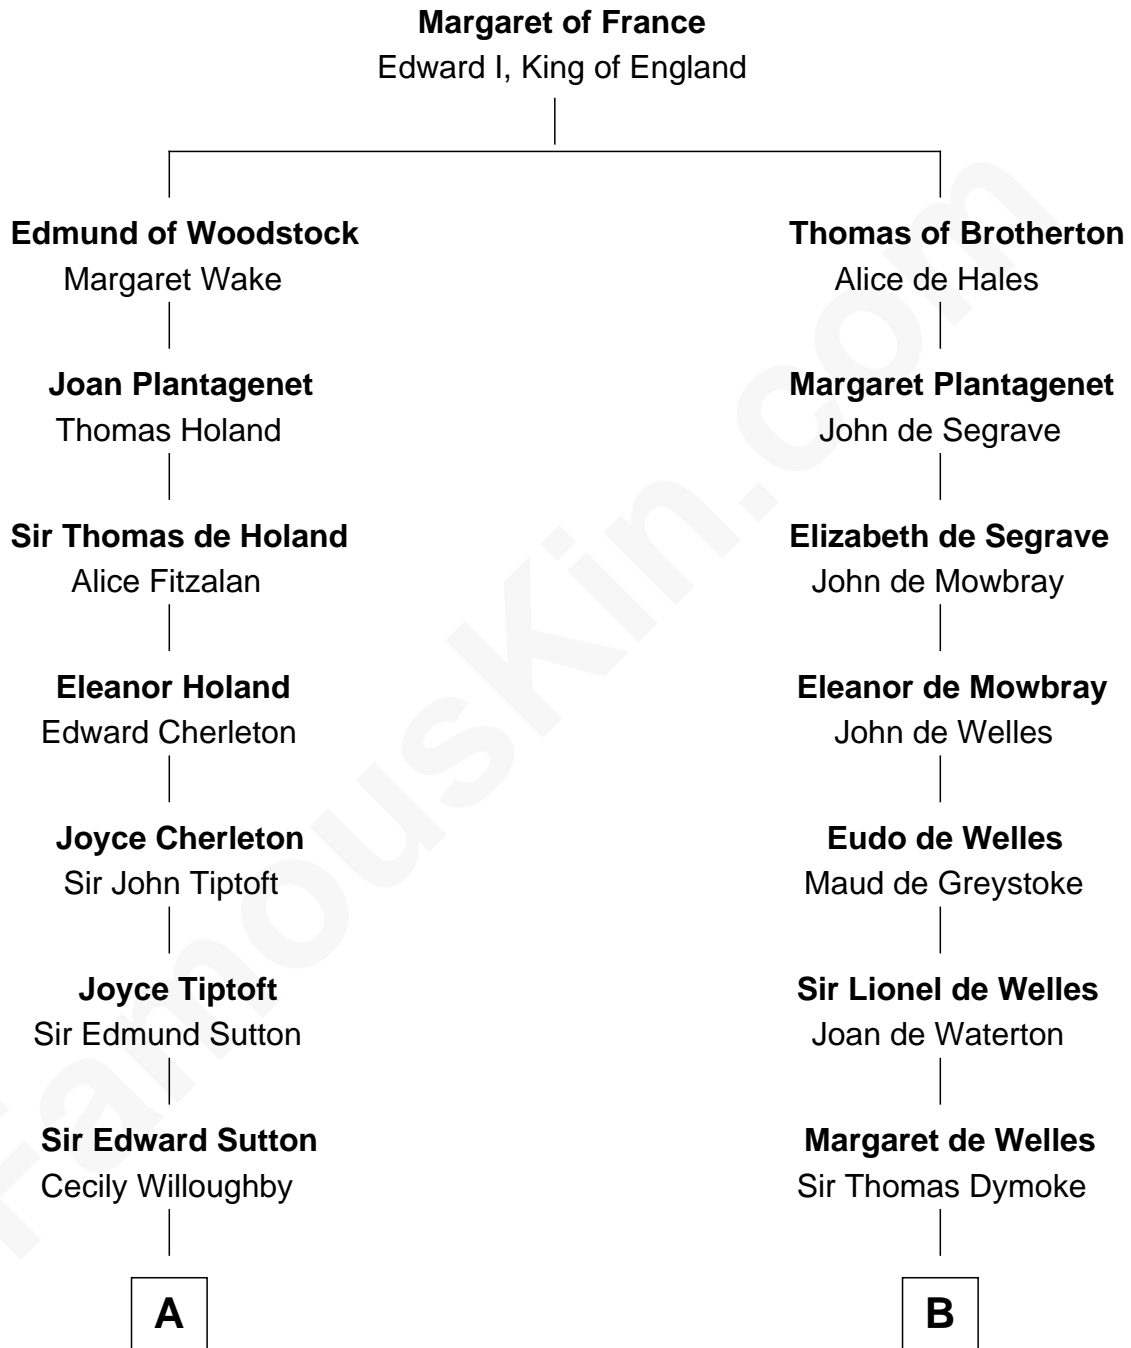 Margaret of France
Edward I, King of England
Edmund of Woodstock
Margaret Wake
Thomas of Brotherton
Alice de Hales
Joan Plantagenet
Thomas Holand
Margaret Plantagenet
John de Segrave
Sir Thomas de Holand
Alice Fitzalan
Elizabeth de Segrave
John de Mowbray
Eleanor Holand
Edward Cherleton
Eleanor de Mowbray
John de Welles
Joyce Cherleton
Sir John Tiptoft
Eudo de Welles
Maud de Greystoke
Joyce Tiptoft
Sir Edmund Sutton
Sir Lionel de Welles
Joan de Waterton
Sir Edward Sutton
Cecily Willoughby
Margaret de Welles
Sir Thomas Dymoke
A
B
FamousKin.com